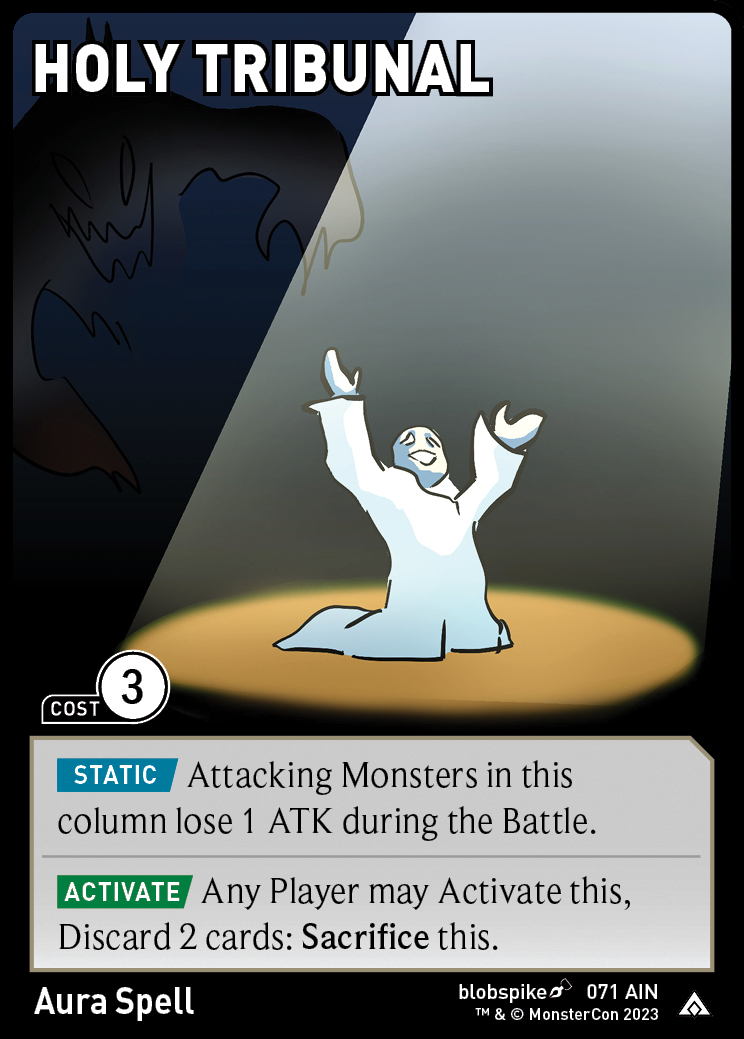 HOLY TRIBUNAL
COST 3
STATIC Attacking Monsters in this
column lose 1 ATK during the Battle.
ACTIVATE Any Player may Activate this,
Discard 2 cards: Sacrifice this.
Aura Spell
blobspike 071 AIN
™ & © MonsterCon 2023